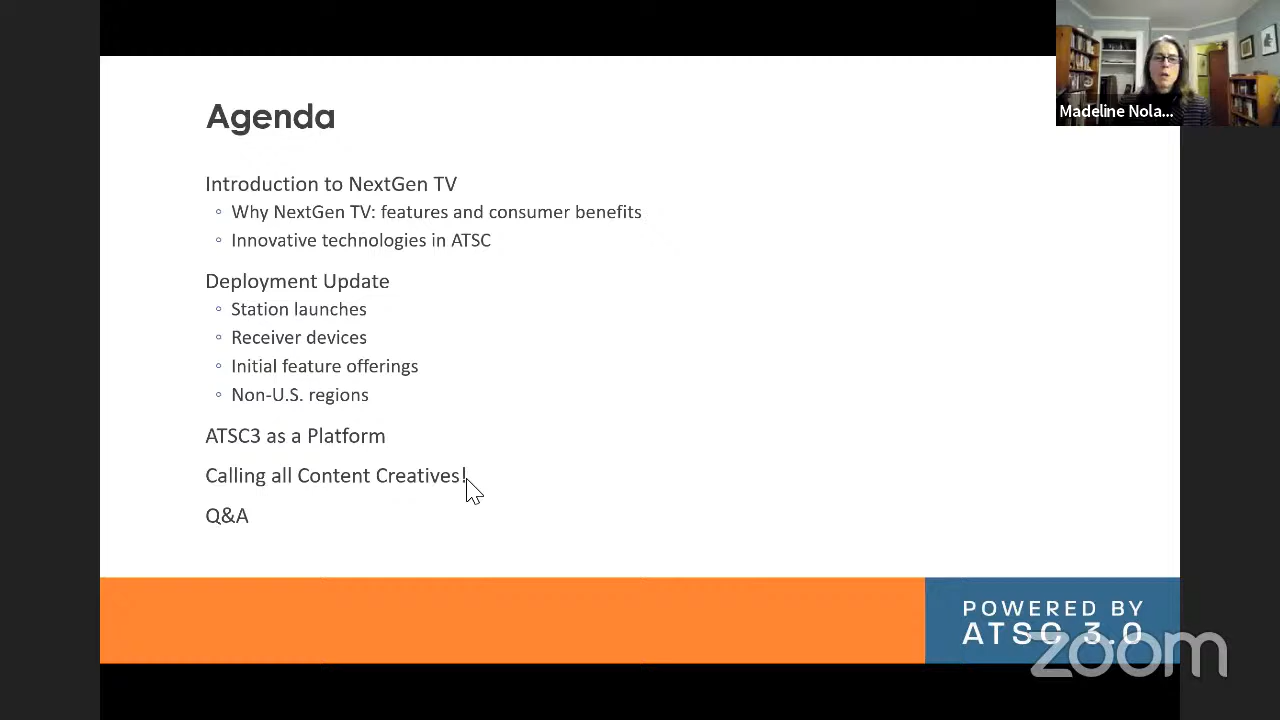 Agenda
Madeline Nola...
Introduction to NextGen TV
◦ Why NextGen TV: features and consumer benefits
◦ Innovative technologies in ATSC
Deployment Update
◦ Station launches
◦ Receiver devices
◦ Initial feature offerings
◦ Non-U.S. regions
ATSC3 as a Platform
Calling all Content Creatives!
Q&A
POWERED BY
ATSC 3.0
zoom